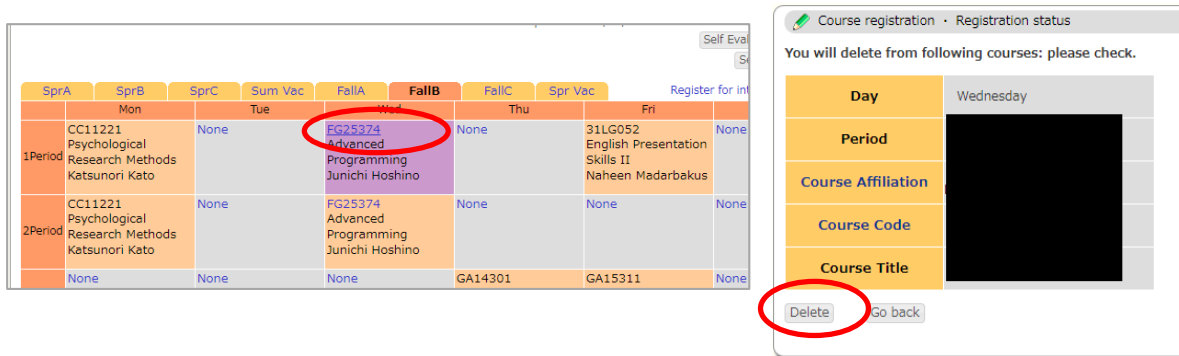 Self Eval
Se
SprA SprB SprC Sum Vac FallA FallB FallC Spr Vac Register for int
Mon Tue Wed Thu Fri
1Period
CC11221
Psychological
Research Methods
Katsunori Kato
None
FG25374
Advanced
Programming
Junichi Hoshino
None
31LG052
English Presentation
Skills II
Naheen Madarbakus
None
2Period
CC11221
Psychological
Research Methods
Katsunori Kato
None
FG25374
Advanced
Programming
Junichi Hoshino
None
None
None
None None None GA14301 GA15311 None
Course registration ・ Registration status
You will delete from following courses: please check.
Day Wednesday
Period
Course Affiliation
Course Code
Course Title
Delete Go back